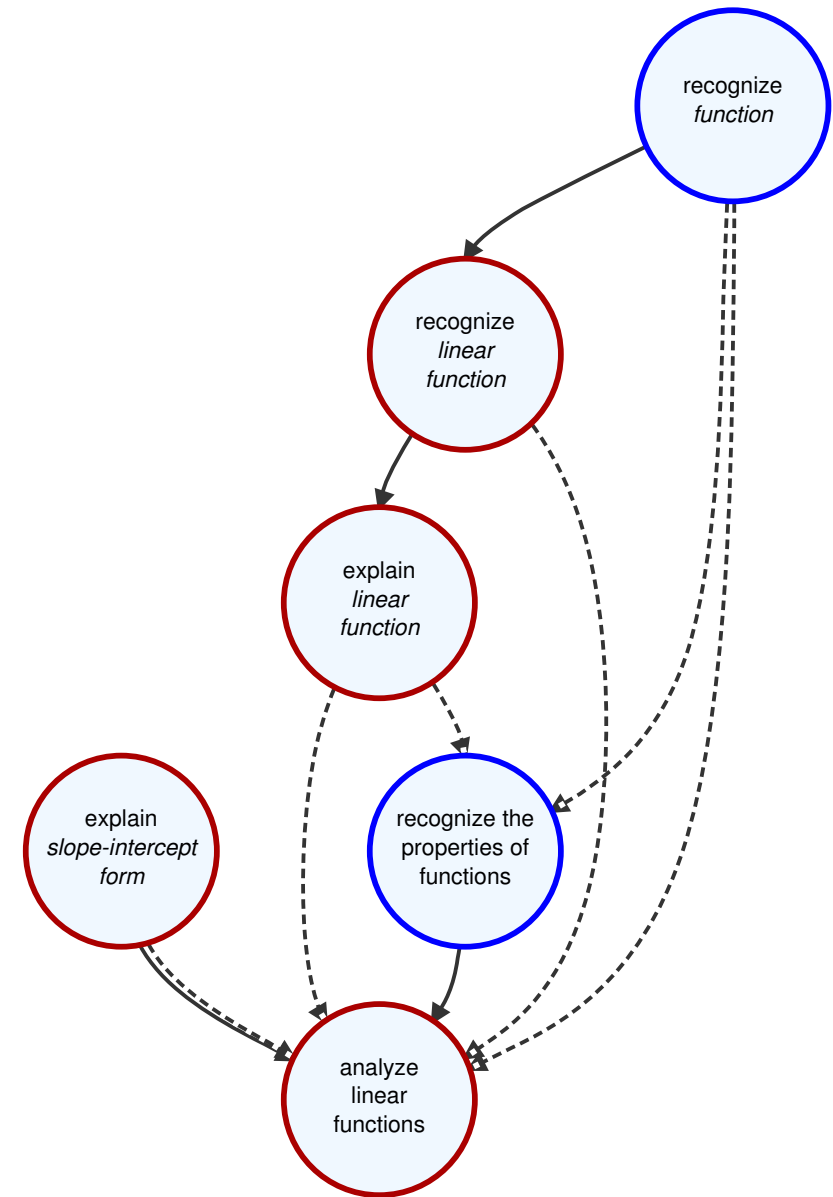 recognize
function
recognize
linear
function
explain
linear
function
explain
slope-intercept
form
recognize the
properties of
functions
analyze
linear
functions